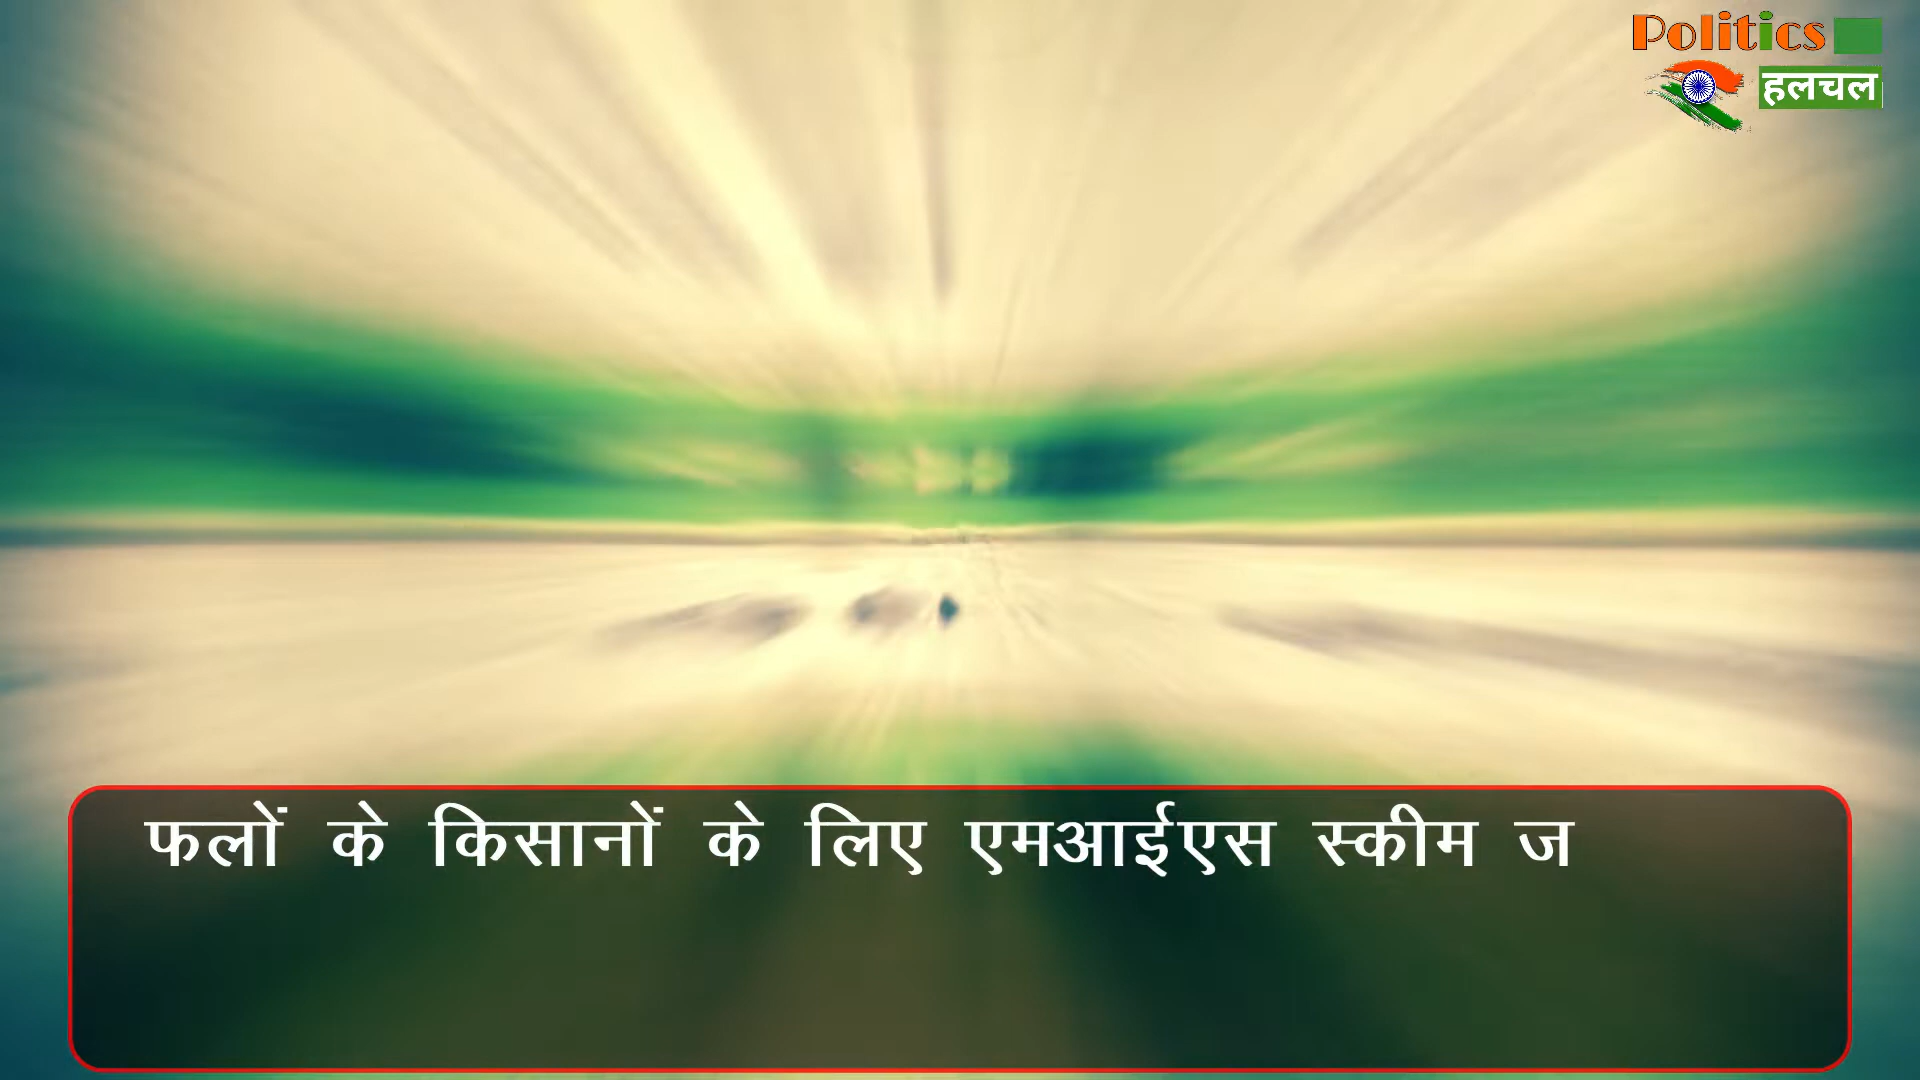 Politics
हलचल
फलों के किसानों के लिए एमआईएस स्कीम ज